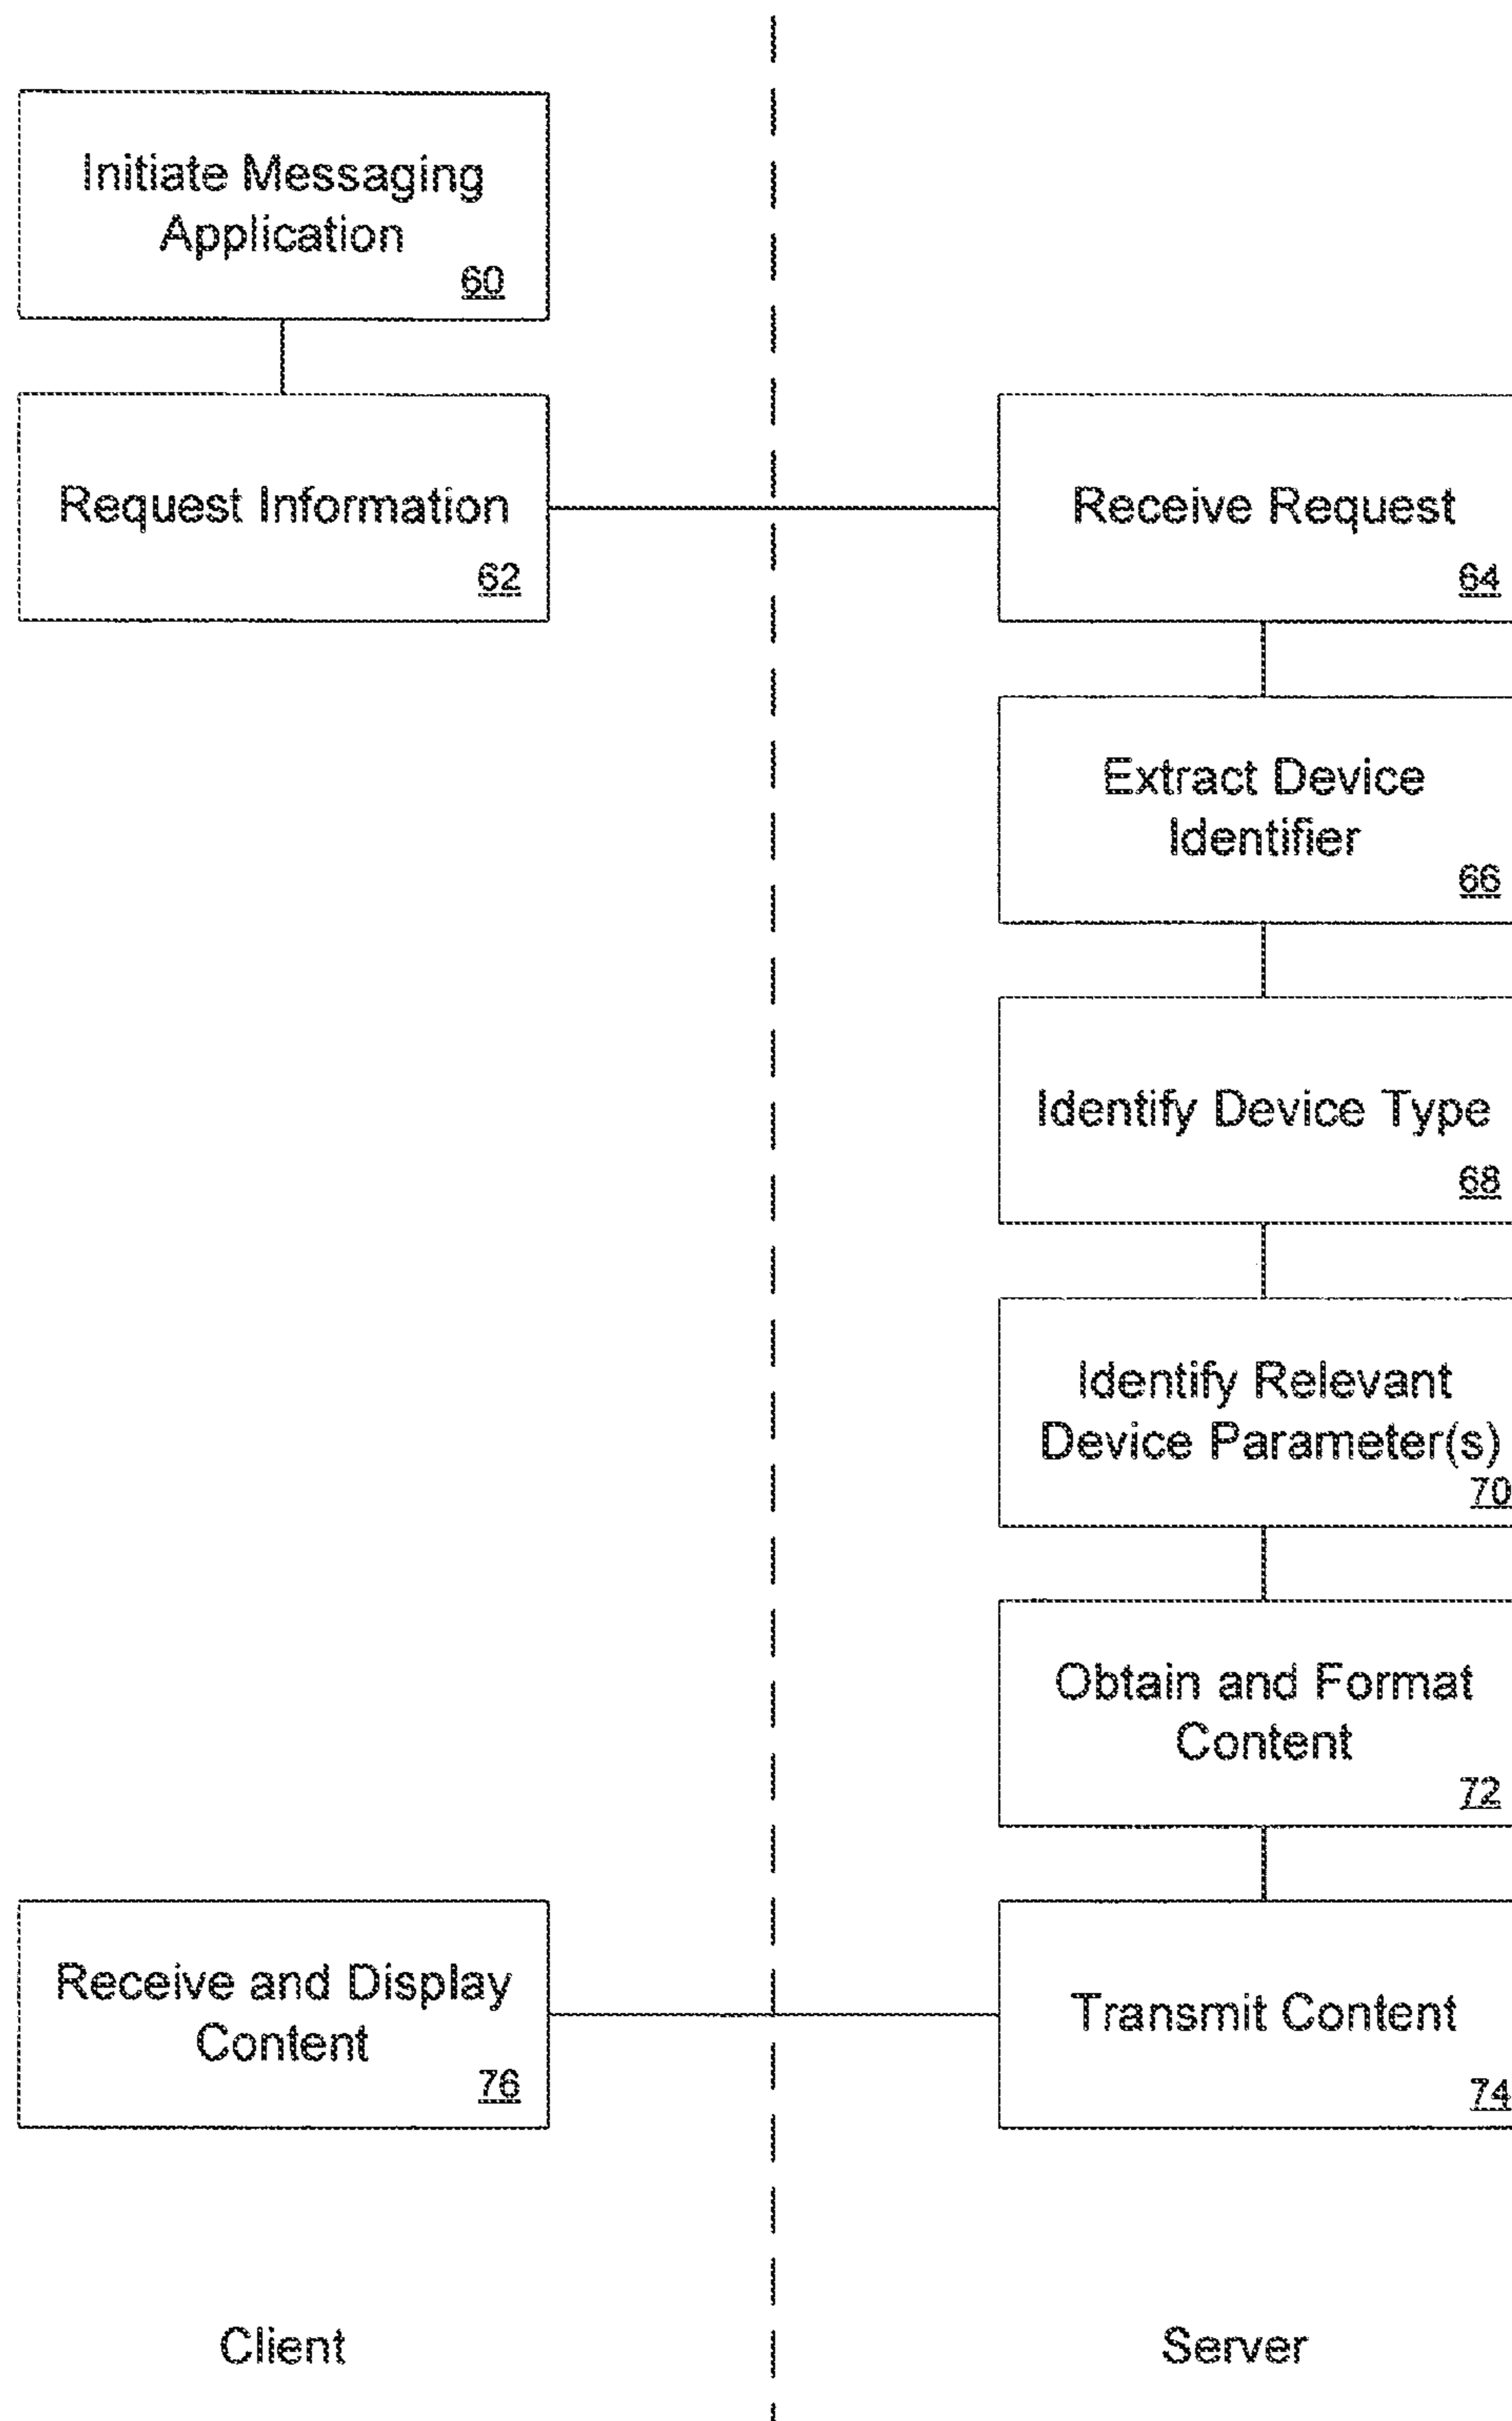 Initiate Messaging
Application
60
Request Information
62
Receive Request
64
Extract Device
Identifier
66
Identify Device Type
68
Identify Relevant
Device Parameter(s)
70
Obtain and Format
Content
72
Receive and Display
Content
76
Transmit Content
74
Client
Server